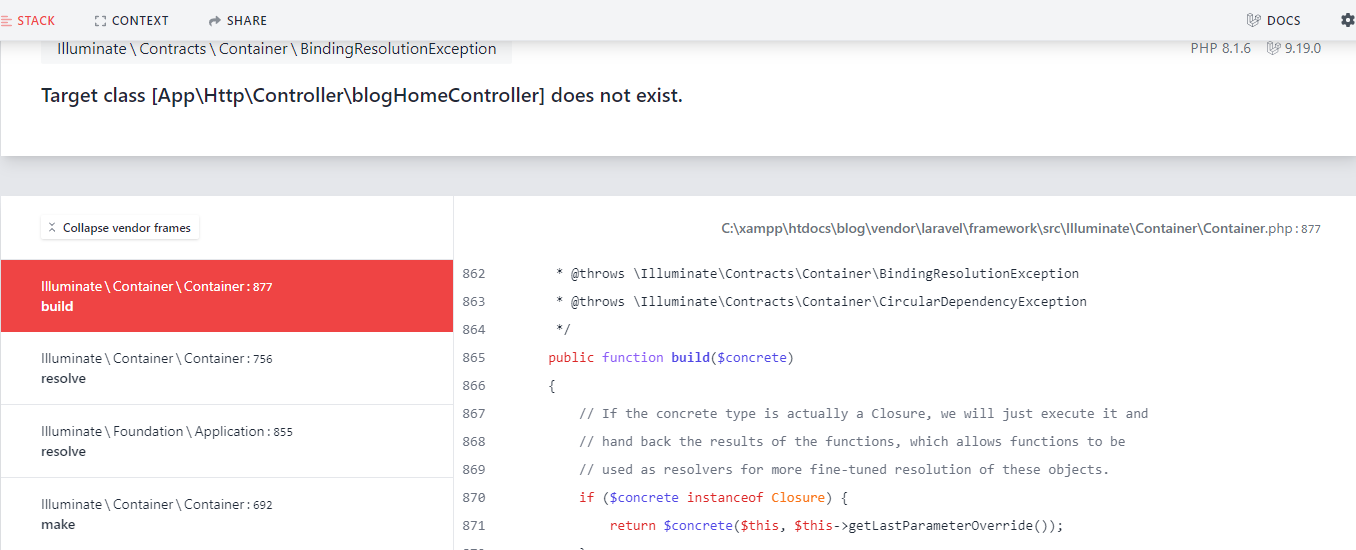 STACK CONTEXT SHARE DOCS
Illuminate \ Contracts \ Container \ BindingResolutionException PHP 8.1.6 9.19.0
Target class [App\Http\Controller\blogHomeController] does not exist.
Collapse vendor frames
Illuminate \ Container \ Container : 877
build
Illuminate \ Container \ Container : 756
resolve
Illuminate \ Foundation \ Application : 855
resolve
Illuminate \ Container \ Container : 692
make
C:\xampp\htdocs\blog\vendor\laravel\framework\src\Illuminate\Container\Container.php : 877
862 * @throws \Illuminate\Contracts\Container\BindingResolutionException
863 * @throws \Illuminate\Contracts\Container\CircularDependencyException
864 */
865 public function build($concrete)
866 {
867 // If the concrete type is actually a Closure, we will just execute it and
868 // hand back the results of the functions, which allows functions to be
869 // used as resolvers for more fine-tuned resolution of these objects.
870 if ($concrete instanceof Closure) {
871 return $concrete($this, $this->getLastParameterOverride());